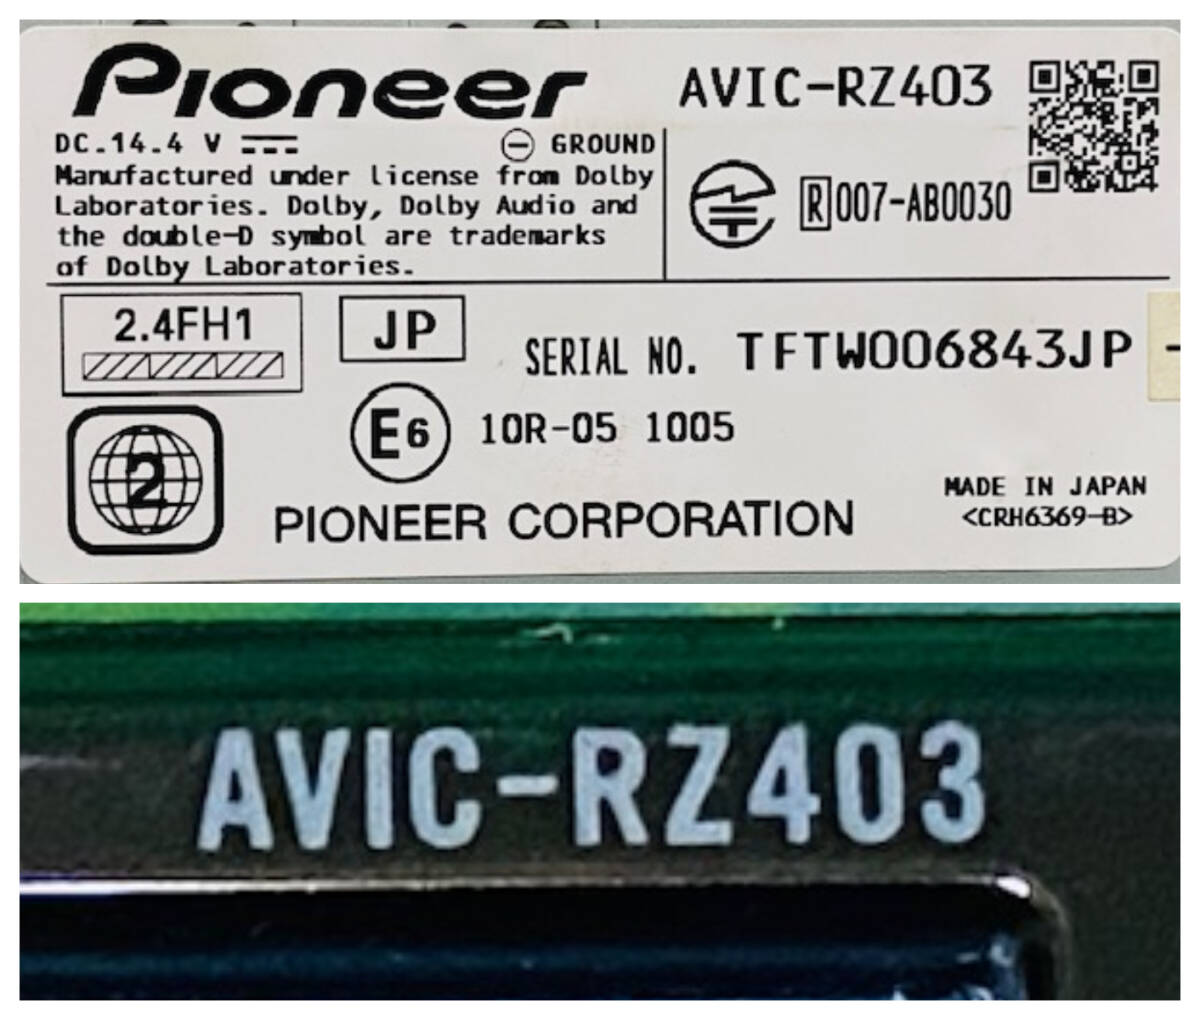 Pioneer
AVIC-RZ403
DC.14.4 V
GROUND
Manufactured under license from Dolby
Laboratories. Dolby, Dolby Audio and
the double-D symbol are trademarks
of Dolby Laboratories.
R 007-AB0030
2.4FH1
JP
SERIAL NO. TFTW006843JP
E6 10R-05 1005
2
PIONEER CORPORATION
MADE IN JAPAN
<CRH6369-B>
AVIC-RZ403